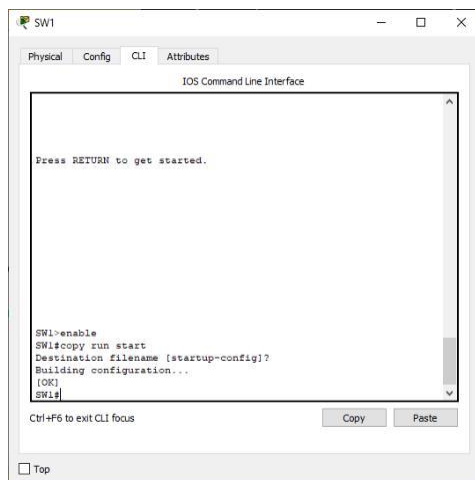 SW1
Physical Config CLI Attributes
IOS Command Line Interface
Press RETURN to get started.
SW1>enable
SW1#copy run start
Destination filename [startup-config]?
Building configuration...
[OK]
SW1#
Ctrl+F6 to exit CLI focus Copy Paste
Top